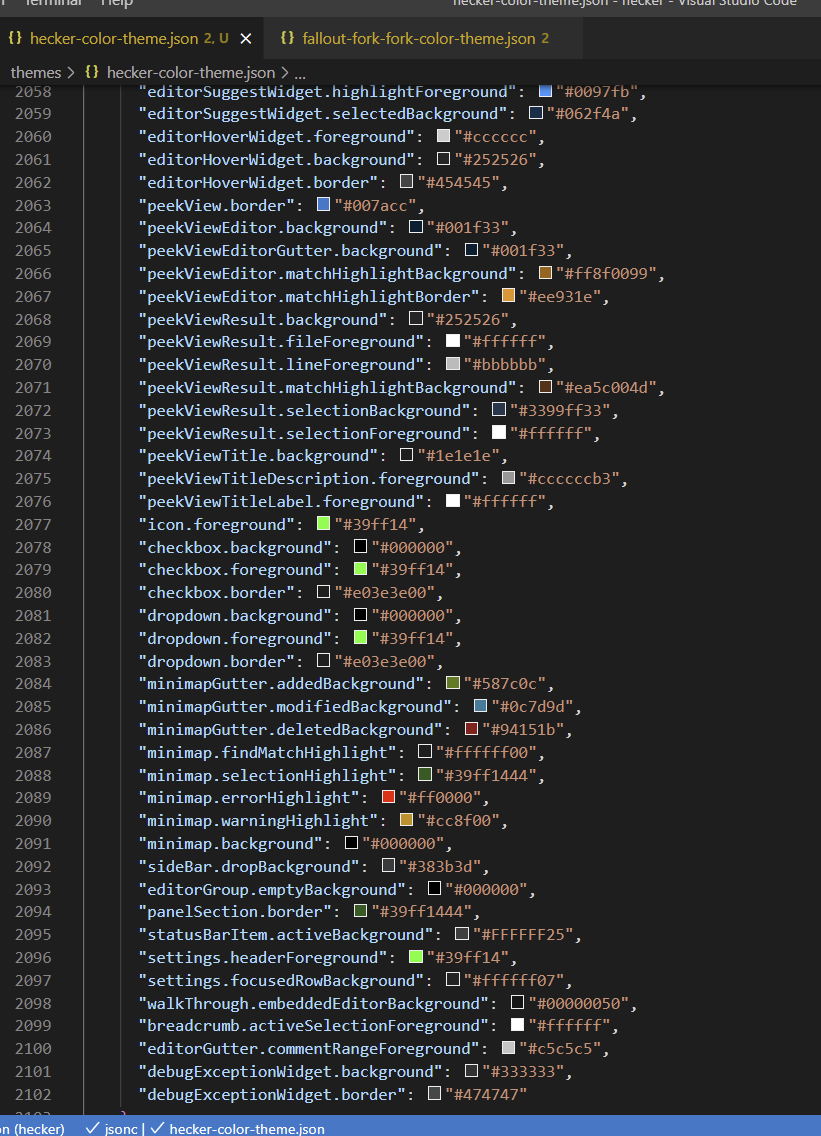 Terminal Help hecker-color-theme.json - hecker - Visual Studio Code
{} hecker-color-theme.json 2, U × {} fallout-fork-fork-color-theme.json 2
themes > {} hecker-color-theme.json > ...
2058 "editorSuggestWidget.highlightForeground": "#0097fb",
2059 "editorSuggestWidget.selectedBackground": "#062f4a",
2060 "editorHoverWidget.foreground": "#cccccc",
2061 "editorHoverWidget.background": "#252526",
2062 "editorHoverWidget.border": "#454545",
2063 "peekView.border": "#007acc",
2064 "peekViewEditor.background": "#001f33",
2065 "peekViewEditorGutter.background": "#001f33",
2066 "peekViewEditor.matchHighlightBackground": "#ff8f0099",
2067 "peekViewEditor.matchHighlightBorder": "#ee931e",
2068 "peekViewResult.background": "#252526",
2069 "peekViewResult.fileForeground": "#ffffff",
2070 "peekViewResult.lineForeground": "#bbbbbb",
2071 "peekViewResult.matchHighlightBackground": "#ea5c004d",
2072 "peekViewResult.selectionBackground": "#3399ff33",
2073 "peekViewResult.selectionForeground": "#ffffff",
2074 "peekViewTitle.background": "#1e1e1e",
2075 "peekViewTitleDescription.foreground": "#ccccccb3",
2076 "peekViewTitleLabel.foreground": "#ffffff",
2077 "icon.foreground": "#39ff14",
2078 "checkbox.background": "#000000",
2079 "checkbox.foreground": "#39ff14",
2080 "checkbox.border": "#e03e3e00",
2081 "dropdown.background": "#000000",
2082 "dropdown.foreground": "#39ff14",
2083 "dropdown.border": "#e03e3e00",
2084 "minimapGutter.addedBackground": "#587c0c",
2085 "minimapGutter.modifiedBackground": "#0c7d9d",
2086 "minimapGutter.deletedBackground": "#94151b",
2087 "minimap.findMatchHighlight": "#ffffff00",
2088 "minimap.selectionHighlight": "#39ff1444",
2089 "minimap.errorHighlight": "#ff0000",
2090 "minimap.warningHighlight": "#cc8f00",
2091 "minimap.background": "#000000",
2092 "sideBar.dropBackground": "#383b3d",
2093 "editorGroup.emptyBackground": "#000000",
2094 "panelSection.border": "#39ff1444",
2095 "statusBarItem.activeBackground": "#FFFFFF25",
2096 "settings.headerForeground": "#39ff14",
2097 "settings.focusedRowBackground": "#ffffff07",
2098 "walkThrough.embeddedEditorBackground": "#00000050",
2099 "breadcrumb.activeSelectionForeground": "#ffffff",
2100 "editorGutter.commentRangeForeground": "#c5c5c5",
2101 "debugExceptionWidget.background": "#333333",
2102 "debugExceptionWidget.border": "#474747"
2103 }
on (hecker) ✓ jsonc | ✓ hecker-color-theme.json